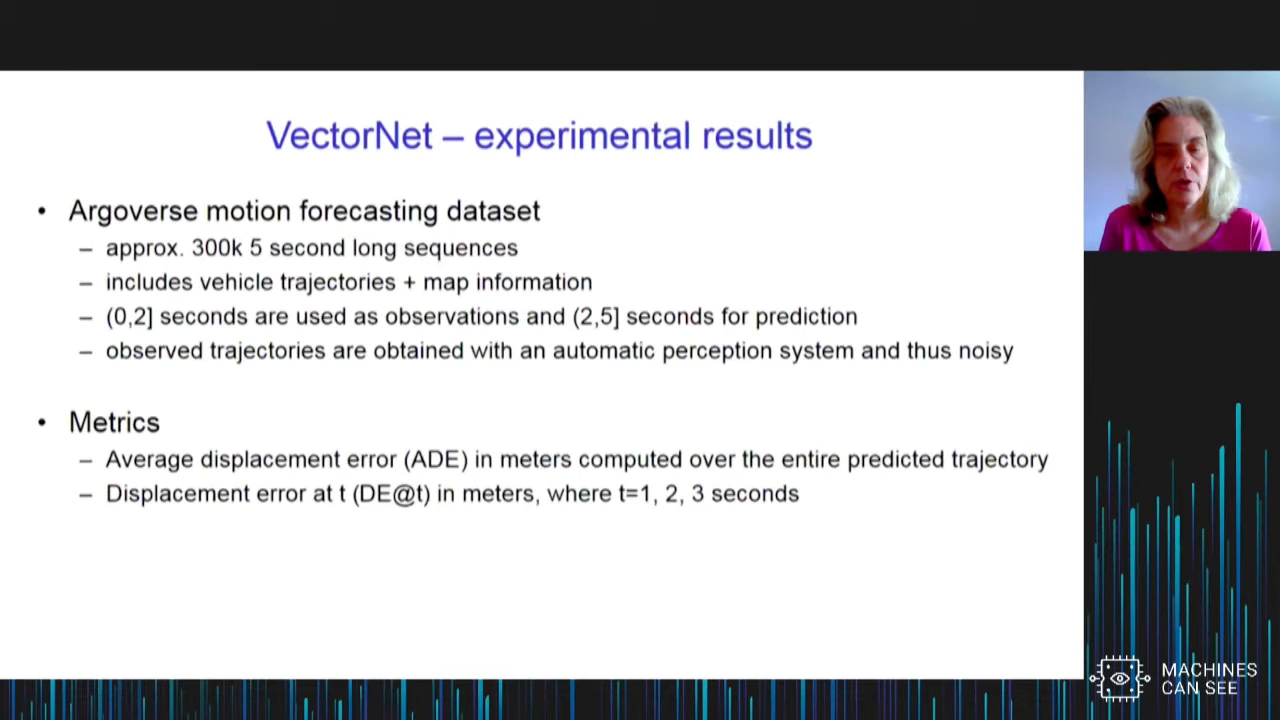 VectorNet – experimental results
• Argoverse motion forecasting dataset
– approx. 300k 5 second long sequences
– includes vehicle trajectories + map information
– (0,2] seconds are used as observations and (2,5] seconds for prediction
– observed trajectories are obtained with an automatic perception system and thus noisy
• Metrics
– Average displacement error (ADE) in meters computed over the entire predicted trajectory
– Displacement error at t (DE@t) in meters, where t=1, 2, 3 seconds
MACHINES
CAN SEE